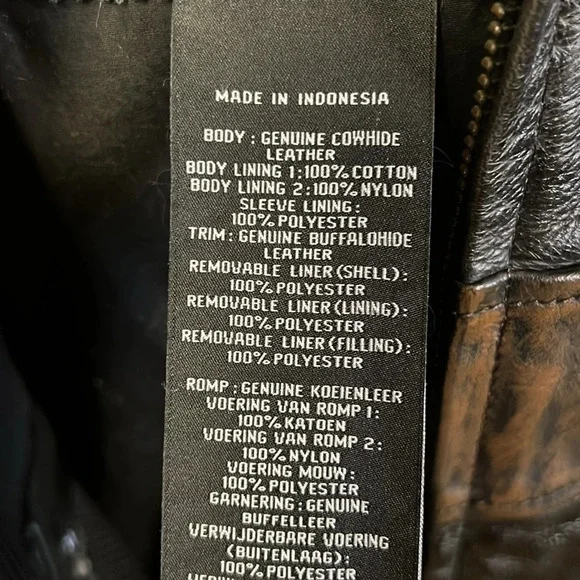 MADE IN INDONESIA
BODY : GENUINE COWHIDE
LEATHER
BODY LINING 1:100% COTTON
BODY LINING 2:100% NYLON
SLEEVE LINING:
100% POLYESTER
TRIM: GENUINE BUFFALOHIDE
LEATHER
REMOVABLE LINER (SHELL):
100% POLYESTER
REMOVABLE LINER (LINING):
100% POLYESTER
REMOVABLE LINER (FILLING):
100% POLYESTER
ROMP : GENUINE KOEIENLEER
VOERING VAN ROMP 1:
100% KATOEN
VOERING VAN ROMP 2:
100% NYLON
VOERING MOUW:
100% POLYESTER
GARNERING: GENUINE
BUFFELLEER
VERWIJDERBARE VOERING
(BUITENLAAG):
100% POLYESTER